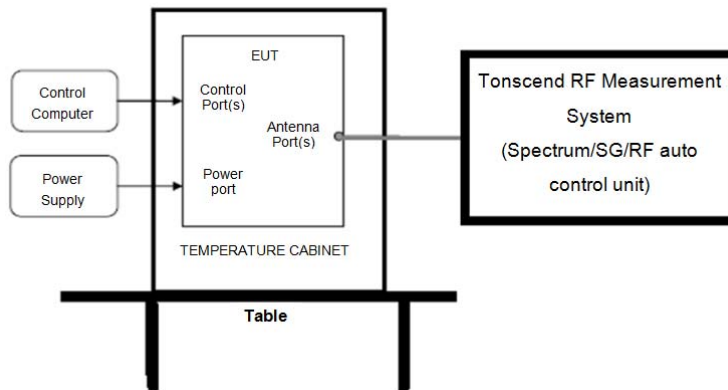 EUT
Control
Computer
Control
Port(s)
Antenna
Port(s)
Power
Supply
Power
port
TEMPERATURE CABINET
Table
Tonscend RF Measurement
System
(Spectrum/SG/RF auto
control unit)